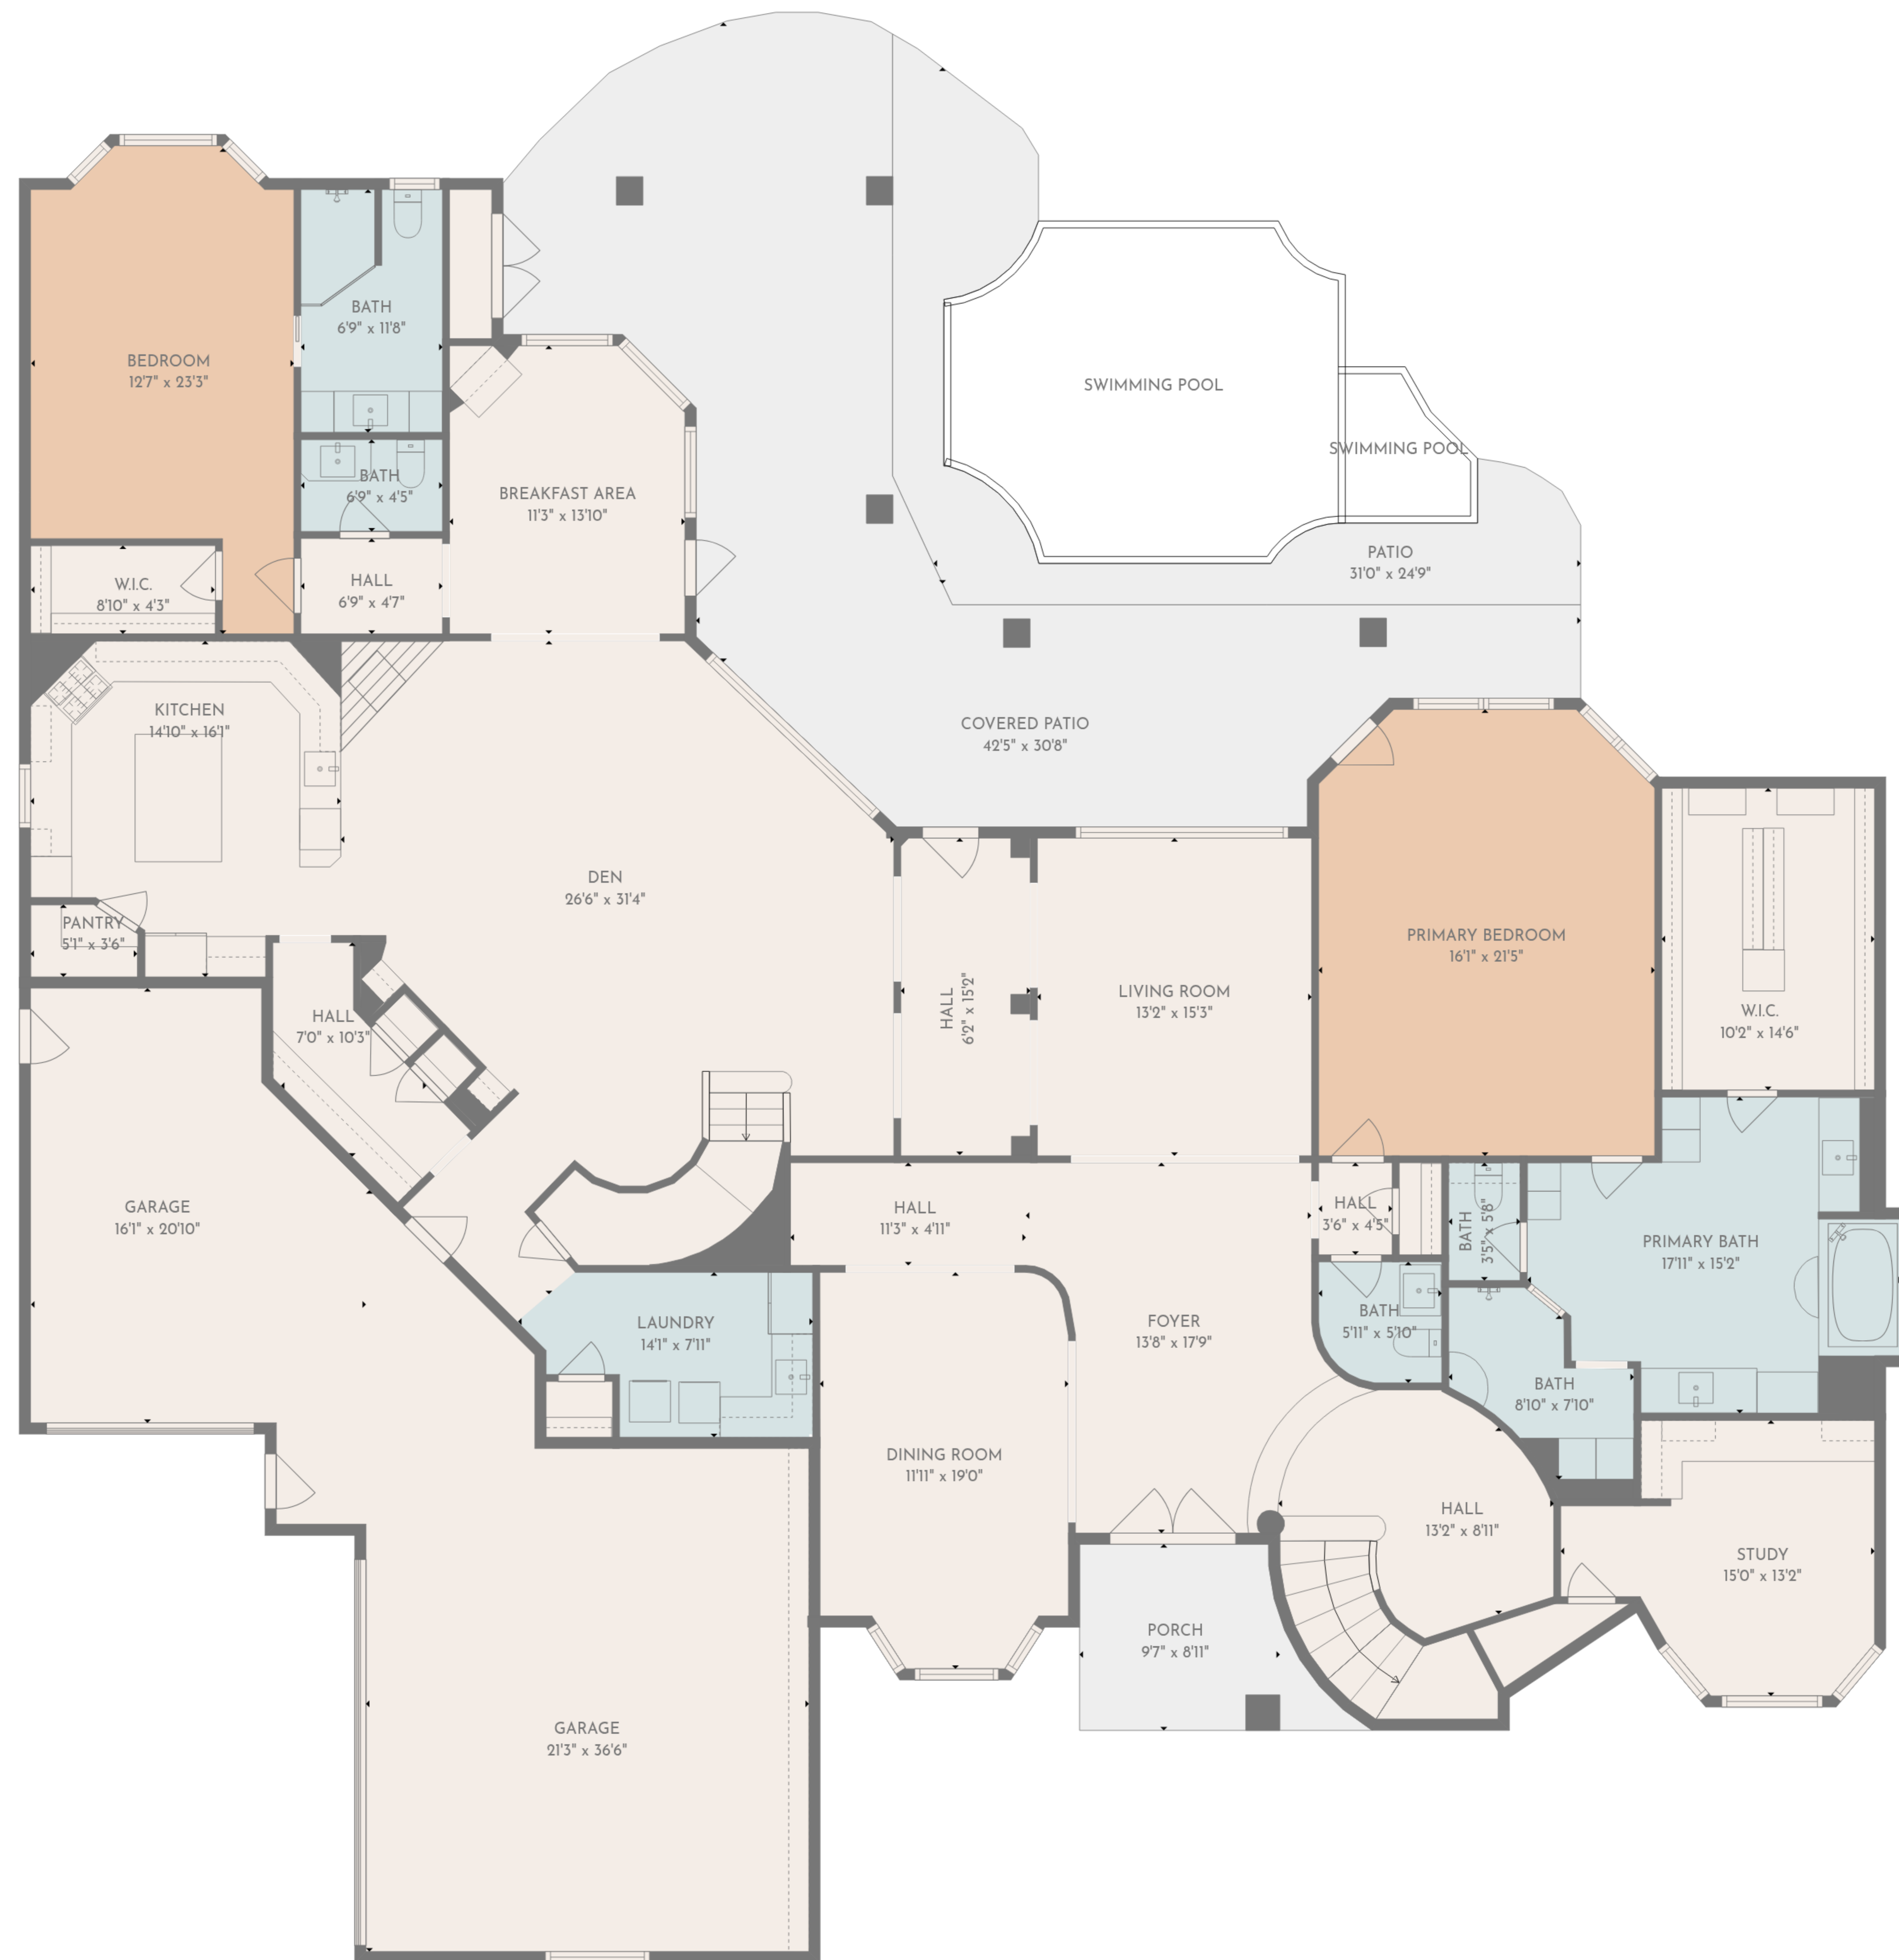 BATH
6'9" x 11'8"
BEDROOM
12'7" x 23'3"
SWIMMING POOL
SWIMMING POOL
BATH
6'9" x 4'5"
BREAKFAST AREA
11'3" x 13'10"
PATIO
31'0" x 24'9"
W.I.C.
8'10" x 4'3"
HALL
6'9" x 4'7"
KITCHEN
14'10" x 16'1"
COVERED PATIO
42'5" x 30'8"
DEN
26'6" x 31'4"
PANTRY
5'1" x 3'6"
PRIMARY BEDROOM
16'1" x 21'5"
LIVING ROOM
13'2" x 15'3"
HALL
6'2" x 15'2"
HALL
7'0" x 10'3"
W.I.C.
10'2" x 14'6"
GARAGE
16'1" x 20'10"
HALL
11'3" x 4'11"
HALL
3'6" x 4'5"
BATH
3'5" x 5'8"
PRIMARY BATH
17'11" x 15'2"
LAUNDRY
14'1" x 7'11"
FOYER
13'8" x 17'9"
BATH
5'11" x 5'10"
BATH
8'10" x 7'10"
DINING ROOM
11'11" x 19'0"
HALL
13'2" x 8'11"
STUDY
15'0" x 13'2"
PORCH
9'7" x 8'11"
GARAGE
21'3" x 36'6"